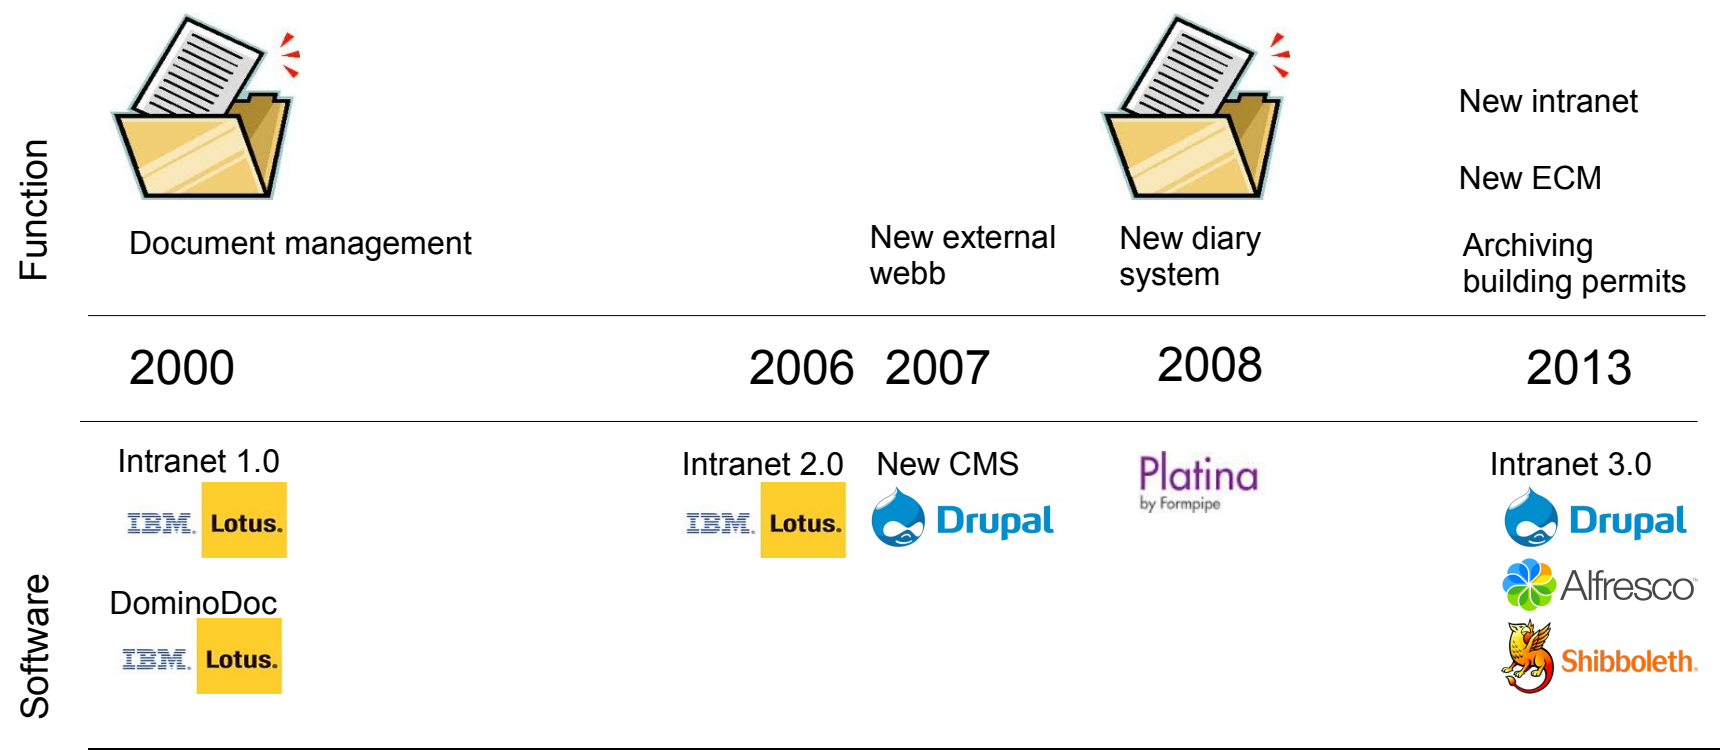 Function
Document management
New external
webb
New diary
system
New intranet
New ECM
Archiving
building permits
2000
2006
2007
2008
2013
Software
Intranet 1.0
IBM. Lotus.
DominoDoc
IBM. Lotus.
Intranet 2.0
IBM. Lotus.
New CMS
Drupal
Platina
by Formpipe
Intranet 3.0
Drupal
Alfresco™
Shibboleth.